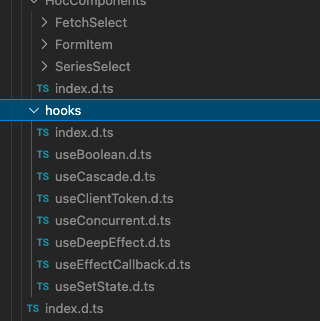 HocComponents
FetchSelect
FormItem
SeriesSelect
TS index.d.ts
hooks
TS index.d.ts
TS useBoolean.d.ts
TS useCascade.d.ts
TS useClientToken.d.ts
TS useConcurrent.d.ts
TS useDeepEffect.d.ts
TS useEffectCallback.d.ts
TS useSetState.d.ts
TS index.d.ts